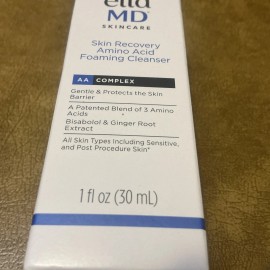 elta
MD®
SKINCARE
Skin Recovery
Amino Acid
Foaming Cleanser
AA COMPLEX
Gentle & Protects the Skin
Barrier
A Patented Blend of 3 Amino
Acids
Bisabolol & Ginger Root
Extract
All Skin Types Including Sensitive,
and Post Procedure Skin*
1 fl oz (30 mL)